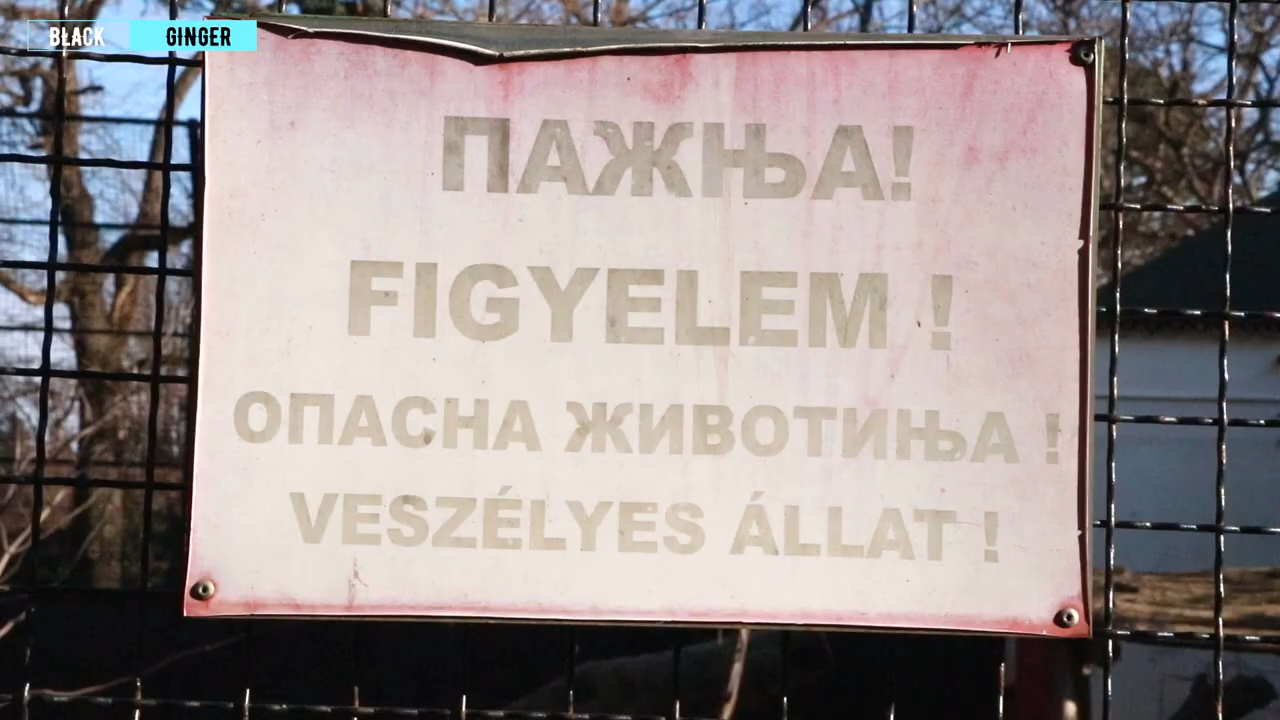 BLACK GINGER
ПАЖЊА!
FIGYELEM !
ОПАСНА ЖИВОТИЊА !
VESZÉLYES ÁLLAT !